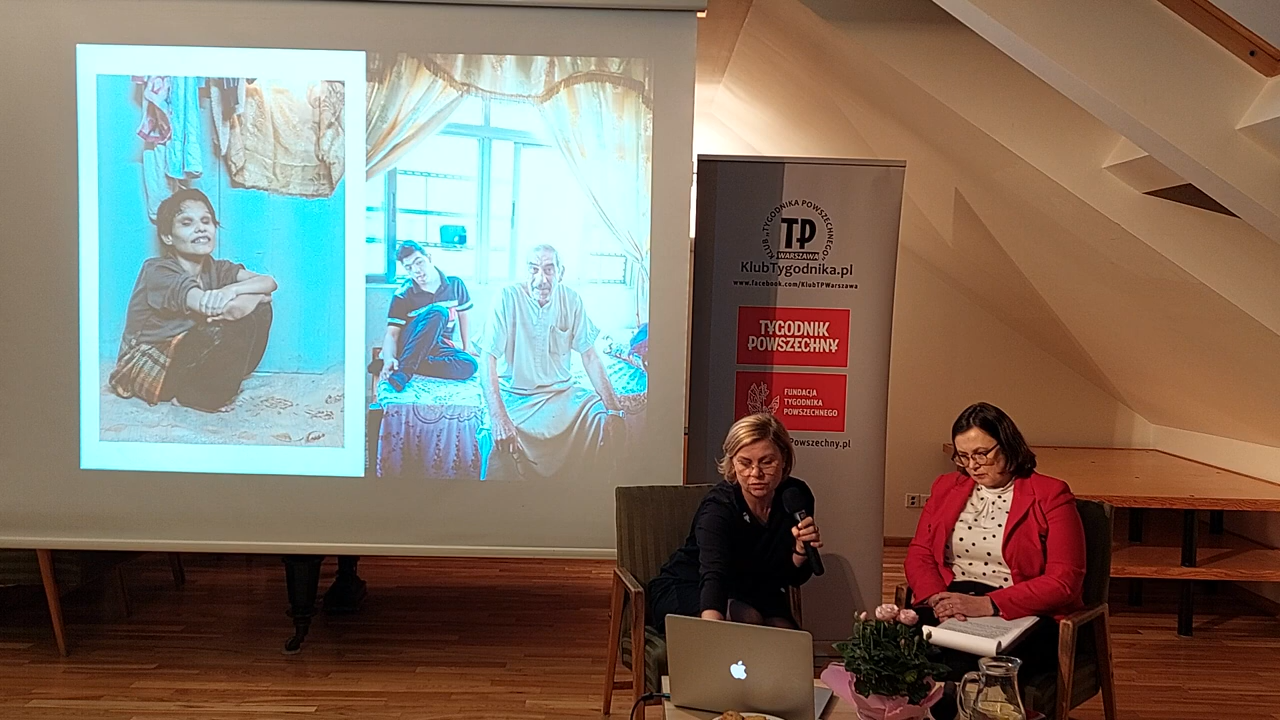 KLUB „TYGODNIKA POWSZECHNEGO”
TP
WARSZAWA
KlubTygodnika.pl
www.facebook.com/KlubTPWarszawa
TYGODNIK
POWSZECHNY
FUNDACJA
TYGODNIKA
POWSZECHNEGO
Powszechny.pl